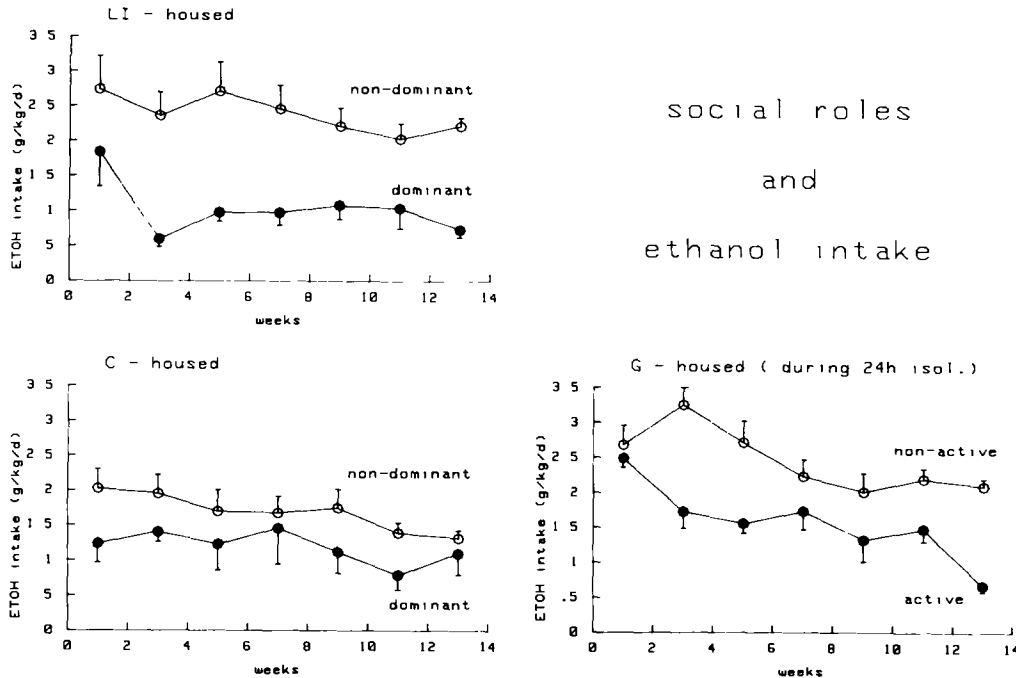 LI - housed
3 5
3
2 5
2
1 5
1
5
0
ETOH intake (g/kg/d)
non-dominant
dominant
0 2 4 6 8 10 12 14
weeks
social roles
and
ethanol intake
C - housed
3 5
3
2 5
2
1 5
1
5
0
ETOH intake (g/kg/d)
non-dominant
dominant
0 2 4 6 8 10 12 14
weeks
G - housed ( during 24h isol.)
3 5
3
2 5
2
1 5
1
.5
0
ETOH intake (g/kg/d)
non-active
active
0 2 4 6 8 10 12 14
weeks